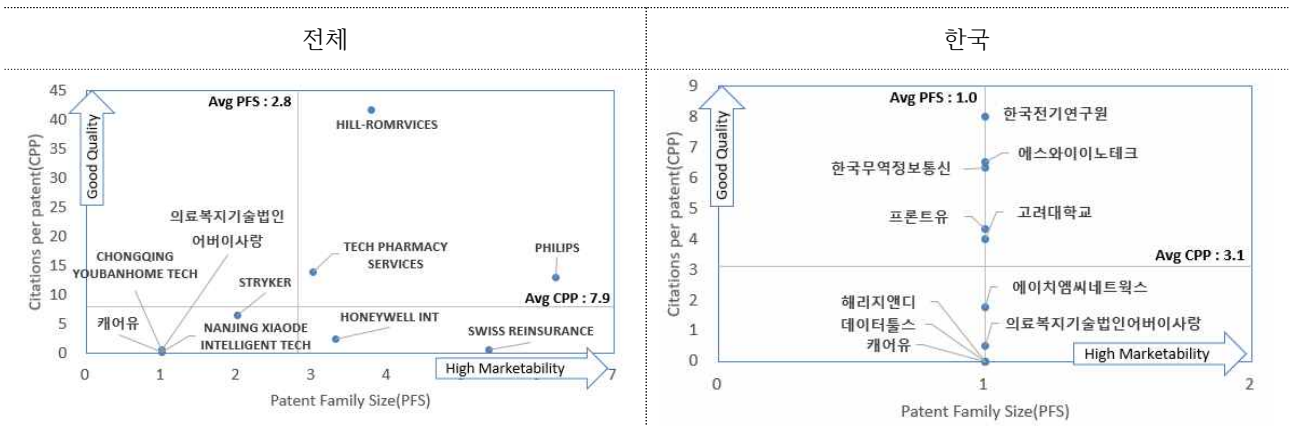 전체
한국
45
40
35
30
25
20
15
10
5
0
Citations per patent(CPP)
Good Quality
Avg PFS : 2.8
HILL-ROMRVICES
의료복지기술법인
어버이사랑
CHONGQING
YOUBANHOME TECH
TECH PHARMACY
SERVICES
PHILIPS
STRYKER
Avg CPP : 7.9
캐어유
NANJING XIAODE
INTELLIGENT TECH
HONEYWELL INT
SWISS REINSURANCE
High Marketability
0 1 2 3 4 7
Patent Family Size(PFS)
9
8
7
6
5
4
3
2
1
0
Citations per patent(CPP)
Good Quality
Avg PFS : 1.0
한국전기연구원
에스와이이노테크
한국무역정보통신
프론트유
고려대학교
Avg CPP : 3.1
에이치엠씨네트웍스
헤리지앤디
데이터툴스
의료복지기술법인어버이사랑
캐어유
High Marketability
0 1 2
Patent Family Size(PFS)